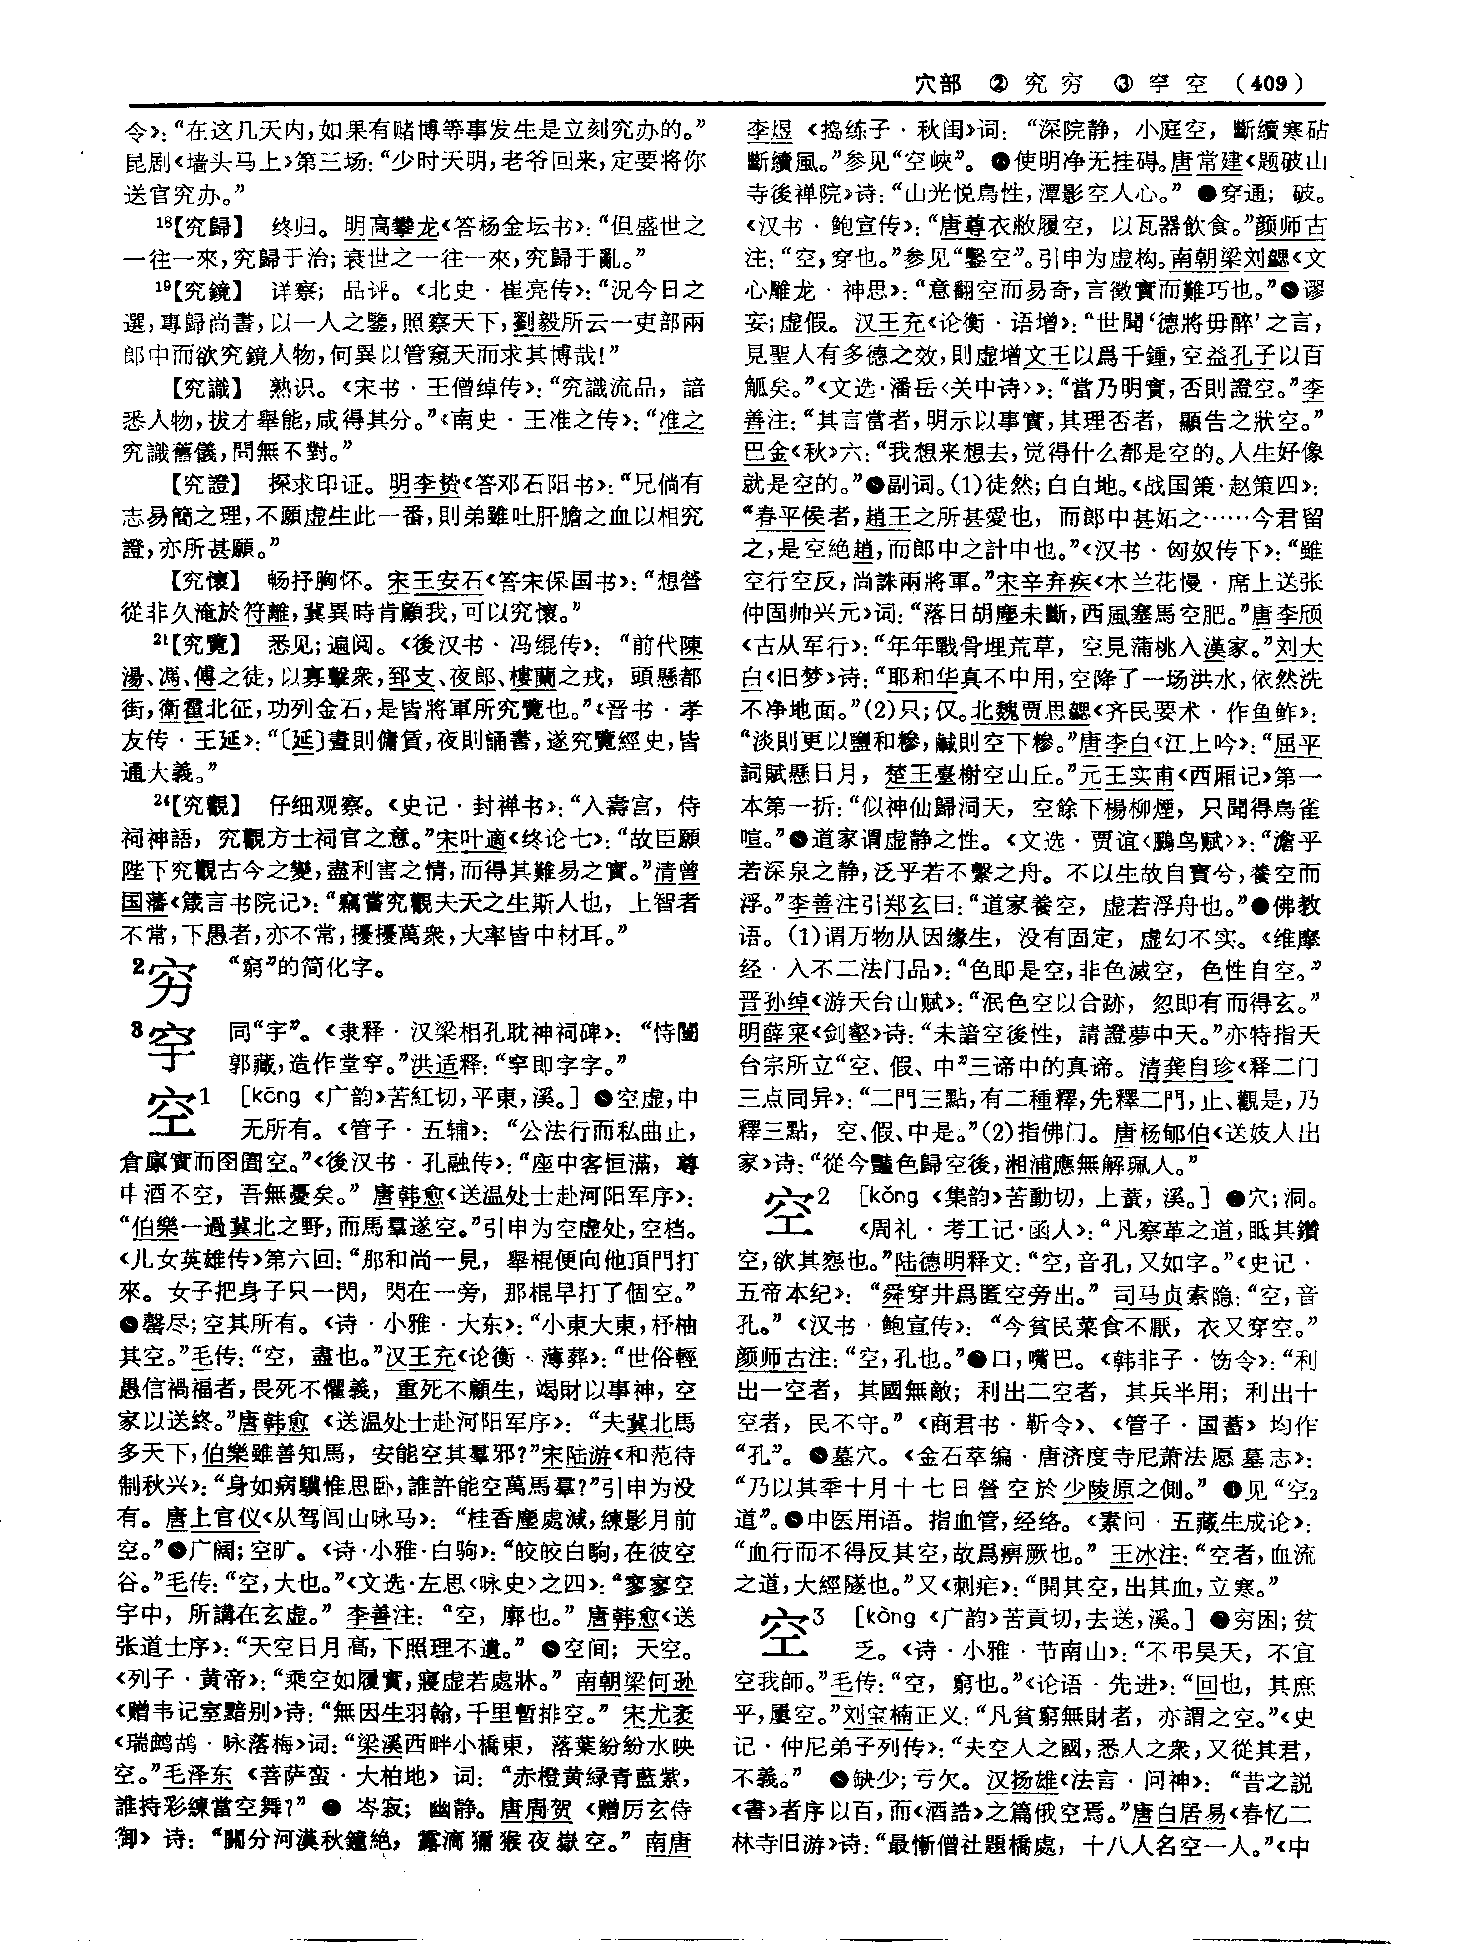 穴部 ②究穷 ③穻空 (409)
令》：“在这几天内，如果有赌博等事发生是立刻究办的。”
昆剧《墙头马上》第三场：“少时天明，老爷回来，定要将你
送官究办。”
18【究歸】 终归。明高攀龙《答杨金坛书》：“但盛世之
一往一來，究歸于治；衰世之一往一來，究歸于亂。”
19【究鏡】 详察；品评。《北史·崔亮传》：“況今日之
選，專歸尚書，以一人之鑒，照察天下，劉毅所云一吏部兩
郎中而欲究鏡人物，何異以管窺天而求其博哉！”
【究識】 熟识。《宋书·王僧绰传》：“究識流品，諳
悉人物，拔才舉能，咸得其分。”《南史·王准之传》：“准之
究識舊儀，問無不對。”
【究證】 探求印证。明李贽《答邓石阳书》：“兄倘有
志易簡之理，不願虚生此一番，則弟雖吐肝膽之血以相究
證，亦所甚願。”
【究懷】 畅抒胸怀。宋王安石《答宋保国书》：“想營
從非久淹於符離，冀異時肯顧我，可以究懷。”
21【究覽】 悉见；遍阅。《後汉书·冯绲传》：“前代陳
湯、馮、傅之徒，以寡擊衆，郅支、夜郎、樓蘭之戎，頭懸都
街，衛霍北征，功列金石，是皆將軍所究覽也。”《晋书·孝
友传·王延》：“〔延〕晝則傭賃，夜則誦書，遂究覽經史，皆
通大義。”
24【究觀】 仔细观察。《史记·封禅书》：“入壽宫，侍
祠神語，究觀方士祠官之意。”宋叶適《终论七》：“故臣願
陛下究觀古今之變，盡利害之情，而得其難易之實。”清曾
国藩《箴言书院记》：“竊嘗究觀夫天之生斯人也，上智者
不常，下愚者，亦不常，擾擾萬衆，大率皆中材耳。”
2穷 “窮”的简化字。
3穻 同“宇”。《隶释·汉梁相孔耽神祠碑》：“恃閶
郭藏，造作堂穻。”洪适释：“穻即字字。”
空1 [kōng 《广韵》苦紅切，平東，溪。] ❶空虚，中
无所有。《管子·五辅》：“公法行而私曲止，
倉廪實而囹圄空。”《後汉书·孔融传》：“座中客恒滿，尊
中酒不空，吾無憂矣。”唐韩愈《送温处士赴河阳军序》：
“伯樂一過冀北之野，而馬羣遂空。”引申为空虚处，空档。
《儿女英雄传》第六回：“那和尚一見，舉棍便向他頂門打
來。女子把身子只一閃，閃在一旁，那棍早打了個空。”
❷罄尽；空其所有。《诗·小雅·大东》：“小東大東，杼柚
其空。”毛传：“空，盡也。”汉王充《论衡·薄葬》：“世俗輕
愚信禍福者，畏死不懼義，重死不顧生，竭財以事神，空
家以送終。”唐韩愈《送温处士赴河阳军序》：“夫冀北馬
多天下，伯樂雖善知馬，安能空其羣邪？”宋陆游《和范待
制秋兴》：“身如病驥惟思卧，誰許能空萬馬羣？”引申为没
有。唐上官仪《从驾闾山咏马》：“桂香塵處減，練影月前
空。”❸广阔；空旷。《诗·小雅·白驹》：“皎皎白駒，在彼空
谷。”毛传：“空，大也。”《文选·左思〈咏史〉之四》：“寥寥空
宇中，所講在玄虚。”李善注：“空，廓也。”唐韩愈《送
张道士序》：“天空日月高，下照理不遺。”❹空间；天空。
《列子·黄帝》：“乘空如履實，寢虚若處牀。”南朝梁何逊
《赠韦记室黯别》诗：“無因生羽翰，千里暫排空。”宋尤袤
《瑞鹧鸪·咏落梅》词：“梁溪西畔小橋東，落葉紛紛水映
空。”毛泽东《菩萨蛮·大柏地》词：“赤橙黄绿青藍紫，
誰持彩練當空舞？”❺岑寂；幽静。唐周贺《赠厉玄侍
御》诗：“關分河漢秋鐘絶，露滴獼猴夜嶽空。”南唐
李煜《捣练子·秋闺》词：“深院静，小庭空，斷續寒砧
斷續風。”参见“空峽”。❻使明净无挂碍。唐常建《题破山
寺後禅院》诗：“山光悦鳥性，潭影空人心。”❼穿通；破。
《汉书·鲍宣传》：“唐尊衣敝履空，以瓦器飲食。”颜师古
注：“空，穿也。”参见“鑿空”。引申为虚构。南朝梁刘勰《文
心雕龙·神思》：“意翻空而易奇，言徵實而難巧也。”❽谬
妄；虚假。汉王充《论衡·语增》：“世聞‘德將毋醉’之言，
見聖人有多德之效，則虚增文王以爲千鍾，空益孔子以百
觚矣。”《文选·潘岳〈关中诗〉》：“當乃明實，否則證空。”李
善注：“其言當者，明示以事實，其理否者，顯告之狀空。”
巴金《秋》六：“我想来想去，觉得什么都是空的。人生好像
就是空的。”❾副词。(1)徒然；白白地。《战国策·赵策四》：
“春平侯者，趙王之所甚愛也，而郎中甚妬之……今君留
之，是空絶趙，而郎中之計中也。”《汉书·匈奴传下》：“雖
空行空反，尚誅兩將軍。”宋辛弃疾《木兰花慢·席上送张
仲固帅兴元》词：“落日胡塵未斷，西風塞馬空肥。”唐李颀
《古从军行》：“年年戰骨埋荒草，空見蒲桃入漢家。”刘大
白《旧梦》诗：“耶和华真不中用，空降了一场洪水，依然洗
不净地面。”(2)只；仅。北魏贾思勰《齐民要术·作鱼鲊》：
“淡則更以鹽和糝，鹹則空下糝。”唐李白《江上吟》：“屈平
詞賦懸日月，楚王臺榭空山丘。”元王实甫《西厢记》第一
本第一折：“似神仙歸洞天，空餘下楊柳煙，只聞得鳥雀
喧。”❿道家谓虚静之性。《文选·贾谊〈鵩鸟赋〉》：“澹乎
若深泉之静，泛乎若不繫之舟。不以生故自寶兮，養空而
浮。”李善注引郑玄曰：“道家養空，虚若浮舟也。”⓫佛教
语。(1)谓万物从因缘生，没有固定，虚幻不实。《维摩
经·入不二法门品》：“色即是空，非色滅空，色性自空。”
晋孙绰《游天台山赋》：“泯色空以合跡，忽即有而得玄。”
明薛寀《剑壑》诗：“未諳空後性，請證夢中天。”亦特指天
台宗所立“空、假、中”三谛中的真谛。清龚自珍《释二门
三点同异》：“二門三點，有二種釋，先釋二門，止、觀是，乃
釋三點，空、假、中是。”(2)指佛门。唐杨郇伯《送妓人出
家》诗：“從今豔色歸空後，湘浦應無解珮人。”
空2 [kǒng 《集韵》苦動切，上董，溪。] ❶穴；洞。
《周礼·考工记·函人》：“凡察革之道，眡其鑽
空，欲其惌也。”陆德明释文：“空，音孔，又如字。”《史记·
五帝本纪》：“舜穿井爲匿空旁出。”司马贞索隐：“空，音
孔。”《汉书·鲍宣传》：“今貧民菜食不厭，衣又穿空。”
颜师古注：“空，孔也。”❷口，嘴巴。《韩非子·饬令》：“利
出一空者，其國無敵；利出二空者，其兵半用；利出十
空者，民不守。”《商君书·靳令》、《管子·国蓄》均作
“孔”。❸墓穴。《金石萃编·唐济度寺尼萧法愿墓志》：
“乃以其季十月十七日營空於少陵原之側。”❹见“空2
道”。❺中医用语。指血管，经络。《素问·五藏生成论》：
“血行而不得反其空，故爲痹厥也。”王冰注：“空者，血流
之道，大經隧也。”又《刺疟》：“開其空，出其血，立寒。”
空3 [kòng 《广韵》苦貢切，去送，溪。] ❶穷困；贫
乏。《诗·小雅·节南山》：“不弔昊天，不宜
空我師。”毛传：“空，窮也。”《论语·先进》：“回也，其庶
乎，屢空。”刘宝楠正义：“凡貧窮無財者，亦謂之空。”《史
记·仲尼弟子列传》：“夫空人之國，悉人之衆，又從其君，
不義。”❷缺少；亏欠。汉扬雄《法言·问神》：“昔之説
《書》者序以百，而《酒誥》之篇俄空焉。”唐白居易《春忆二
林寺旧游》诗：“最慚僧社題橋處，十八人名空一人。”《中